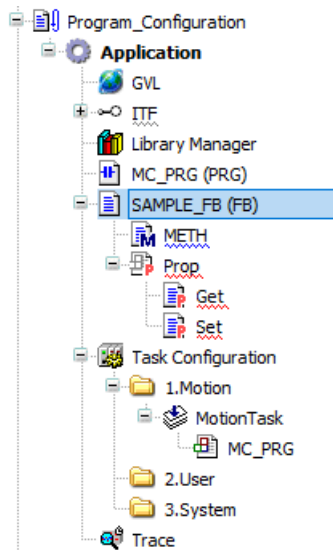 Program_Configuration
Application
GVL
ITF
Library Manager
MC_PRG (PRG)
SAMPLE_FB (FB)
METH
Prop
Get
Set
Task Configuration
1.Motion
MotionTask
MC_PRG
2.User
3.System
Trace